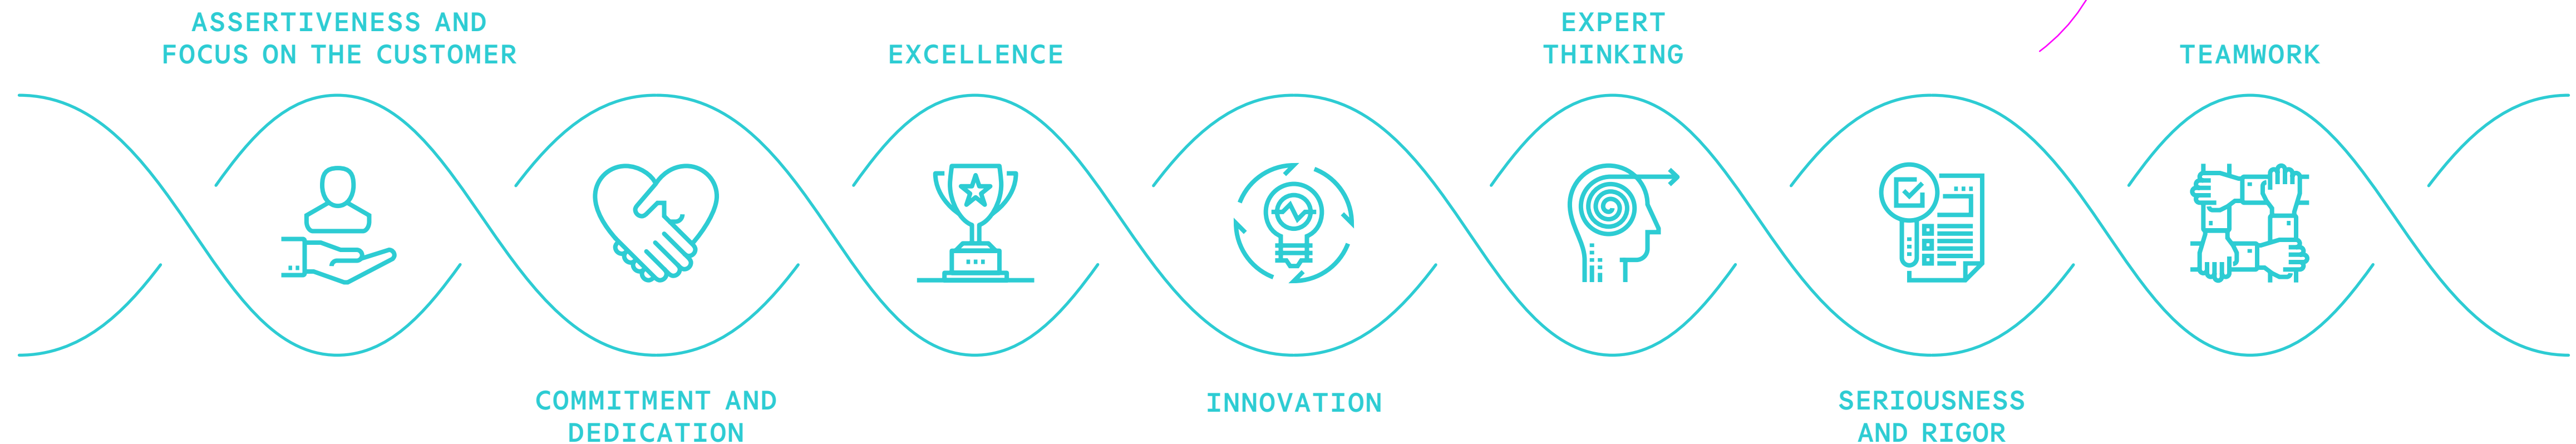 ASSERTIVENESS AND
FOCUS ON THE CUSTOMER
COMMITMENT AND
DEDICATION
EXCELLENCE
INNOVATION
EXPERT
THINKING
SERIOUSNESS
AND RIGOR
TEAMWORK